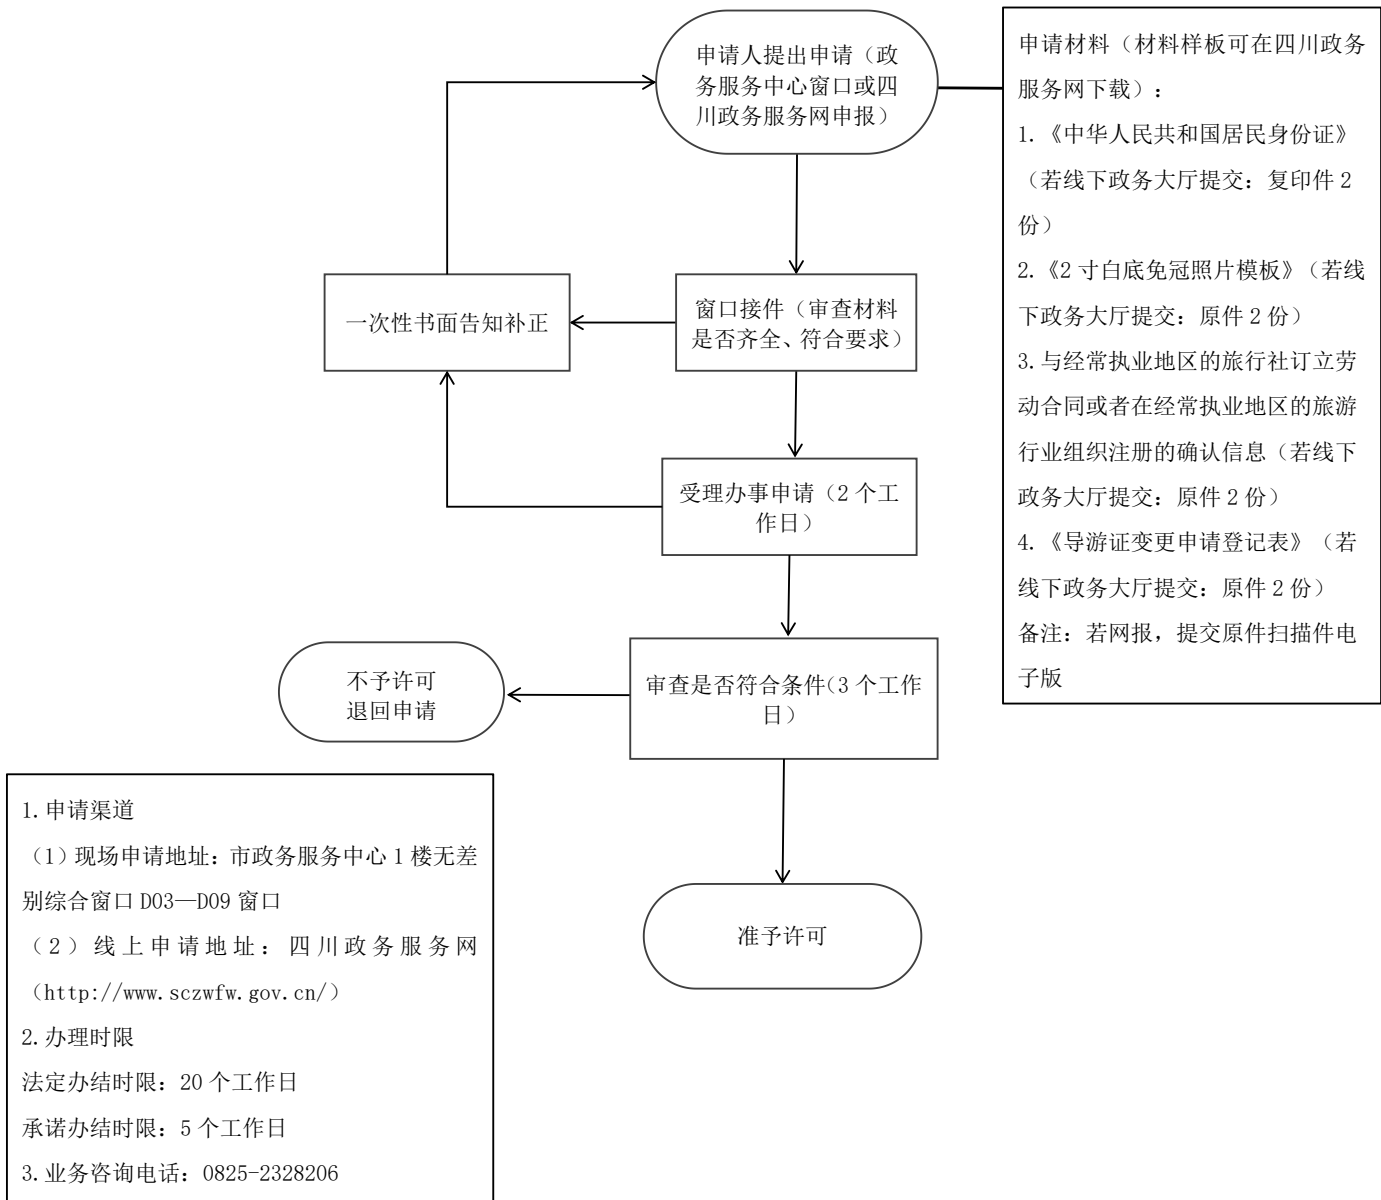 申请人提出申请（政
务服务中心窗口或四
川政务服务网申报）
申请材料（材料样板可在四川政务
服务网下载）：
1.《中华人民共和国居民身份证》
（若线下政务大厅提交：复印件 2
份）
2.《2 寸白底免冠照片模板》（若线
下政务大厅提交：原件 2 份）
3.与经常执业地区的旅行社订立劳
动合同或者在经常执业地区的旅游
行业组织注册的确认信息（若线下
政务大厅提交：原件 2 份）
4.《导游证变更申请登记表》（若
线下政务大厅提交：原件 2 份）
备注：若网报，提交原件扫描件电
子版
一次性书面告知补正
窗口接件（审查材料
是否齐全、符合要求）
受理办事申请（2 个工
作日）
不予许可
退回申请
审查是否符合条件（3 个工作
日）
1.申请渠道
（1）现场申请地址：市政务服务中心 1 楼无差
别综合窗口 D03—D09 窗口
（2）线上申请地址：四川政务服务网
（http://www.sczwfw.gov.cn/）
2.办理时限
法定办结时限：20 个工作日
承诺办结时限：5 个工作日
3.业务咨询电话：0825-2328206
准予许可